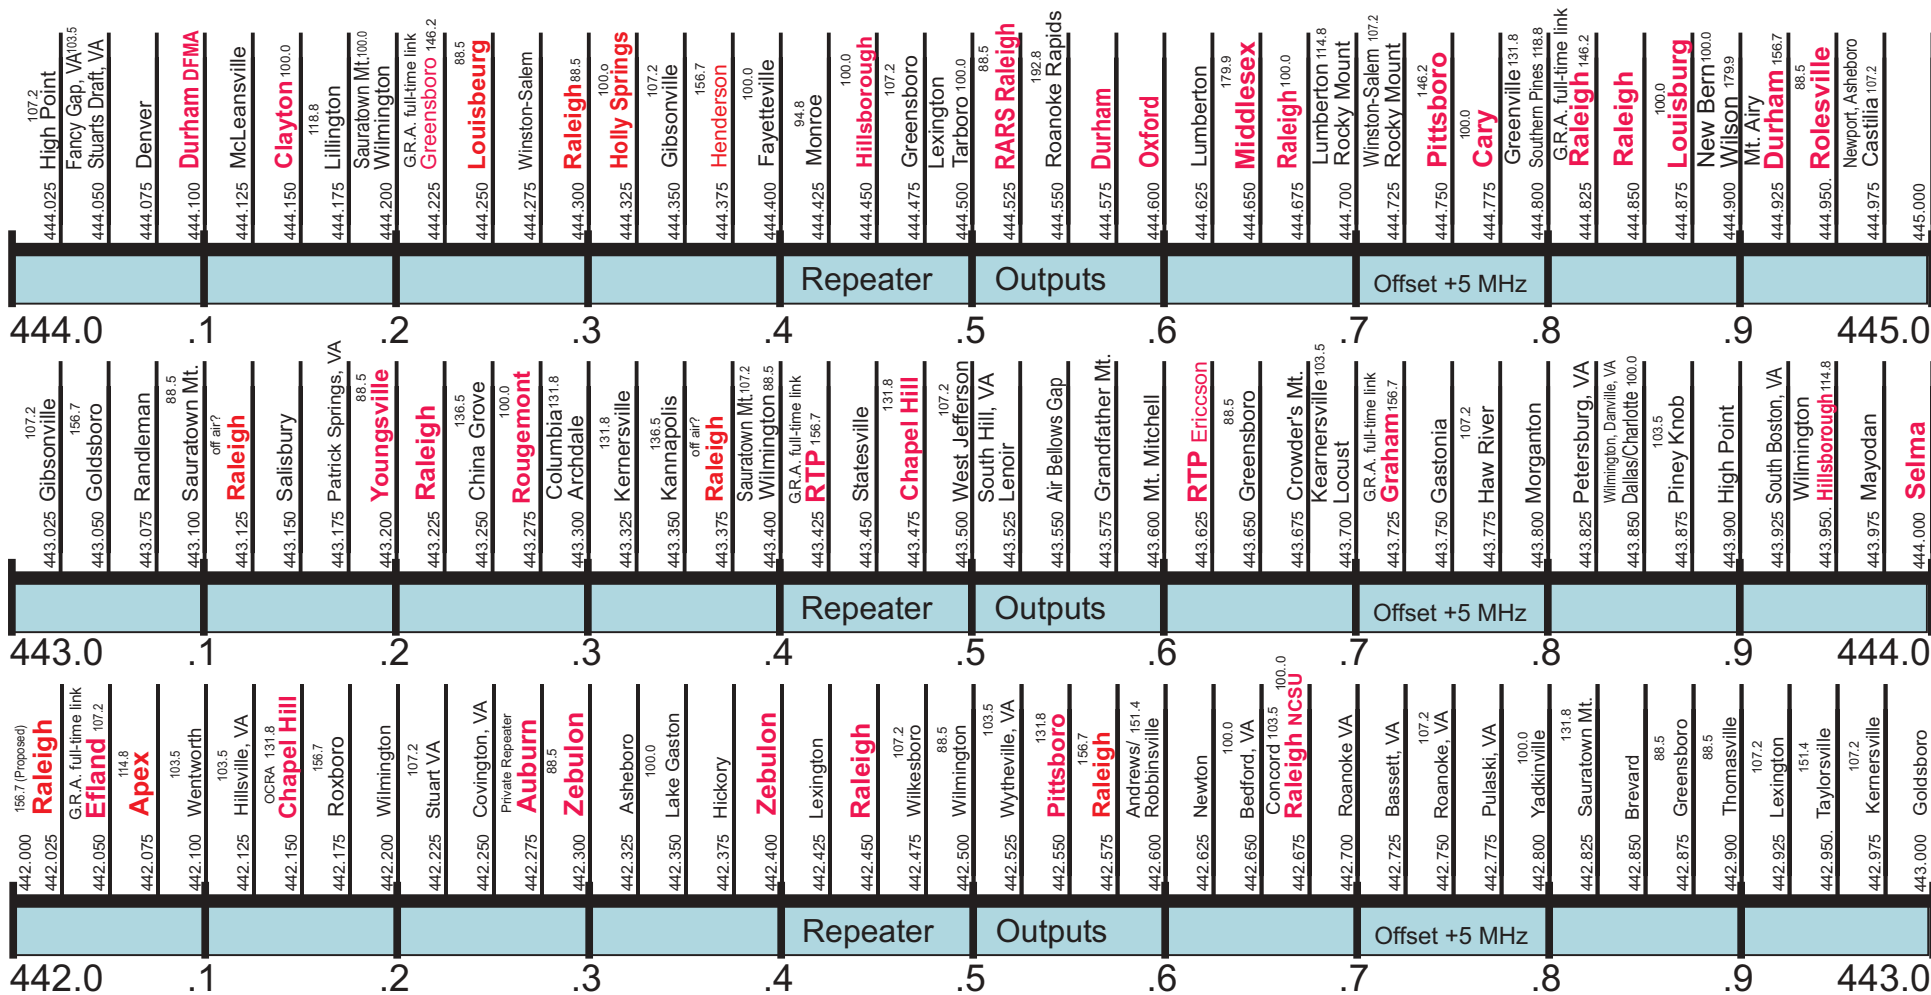 107.2
444.025 High Point
Fancy Gap, VA 103.5
444.050 Stuarts Draft, VA
444.075 Denver
444.100 Durham DFMA
444.125 McLeansville
444.150 Clayton 100.0
118.8
444.175 Lillington
Sauratown Mt. 100.0
444.200 Wilmington
G.R.A. full-time link
444.225 Greensboro 146.2
88.5
444.250 Louisbeurg
444.275 Winston-Salem
444.300 Raleigh 88.5
100.o
444.325 Holly Springs
107.2
444.350 Gibsonville
156.7
444.375 Henderson
100.0
444.400 Fayetteville
94.8
444.425 Monroe
100.0
444.450 Hillsborough
107.2
444.475 Greensboro
Lexington
444.500 Tarboro 100.0
88.5
444.525 RARS Raleigh
192.8
444.550 Roanoke Rapids
444.575 Durham
444.600 Oxford
444.625 Lumberton
179.9
444.650 Middlesex
444.675 Raleigh 100.0
Lumberton 114.8
444.700 Rocky Mount
Winston-Salem 107.2
444.725 Rocky Mount
146.2
444.750 Pittsboro
100.0
444.775 Cary
Greenville 131.8
444.800 Southern Pines 118.8
G.R.A. full-time link
444.825 Raleigh 146.2
444.850 Raleigh
100.0
444.875 Louisburg
New Bern 100.0
444.900 Wilson 179.9
Mt. Airy
444.925 Durham 156.7
88.5
444.950. Rolesville
Newport, Asheboro
444.975 Castilia 107.2
445.000
Repeater Outputs Offset +5 MHz
444.0 .1 .2 .3 .4 .5 .6 .7 .8 .9 445.0
107.2
443.025 Gibsonville
156.7
443.050 Goldsboro
443.075 Randleman
88.5
443.100 Sauratown Mt.
off air?
443.125 Raleigh
443.150 Salisbury
443.175 Patrick Springs, VA
88.5
443.200 Youngsville
443.225 Raleigh
136.5
443.250 China Grove
100.0
443.275 Rougemont
Columbia 131.8
443.300 Archdale
131.8
443.325 Kernersville
136.5
443.350 Kannapolis
off air?
443.375 Raleigh
Sauratown Mt. 107.2
443.400 Wilmington 88.5
G.R.A. full-time link
443.425 RTP 156.7
443.450 Statesville
131.8
443.475 Chapel Hill
107.2
443.500 West Jefferson
South Hill, VA
443.525 Lenoir
443.550 Air Bellows Gap
443.575 Grandfather Mt.
443.600 Mt. Mitchell
443.625 RTP Ericcson
88.5
443.650 Greensboro
443.675 Crowder's Mt.
Kearnersville 103.5
443.700 Locust
G.R.A. full-time link
443.725 Graham 156.7
443.750 Gastonia
107.2
443.775 Haw River
443.800 Morganton
443.825 Petersburg, VA
Wilmington, Danville, VA
443.850 Dallas/Charlotte 100.0
103.5
443.875 Piney Knob
443.900 High Point
443.925 South Boston, VA
Wilmington
443.950. Hillsborough 114.8
443.975 Mayodan
444.000 Selma
Repeater Outputs Offset +5 MHz
443.0 .1 .2 .3 .4 .5 .6 .7 .8 .9 444.0
442.000 156.7 (Proposed)
442.025 Raleigh
G.R.A. full-time link
442.050 Efland 107.2
114.8
442.075 Apex
103.5
442.100 Wentworth
103.5
442.125 Hillsville, VA
OCRA 131.8
442.150 Chapel Hill
156.7
442.175 Roxboro
442.200 Wilmington
107.2
442.225 Stuart VA
442.250 Covington, VA
Private Repeater
442.275 Auburn
88.5
442.300 Zebulon
442.325 Asheboro
100.0
442.350 Lake Gaston
442.375 Hickory
442.400 Zebulon
442.425 Lexington
442.450 Raleigh
107.2
442.475 Wilkesboro
88.5
442.500 Wilmington
103.5
442.525 Wytheville, VA
131.8
442.550 Pittsboro
156.7
442.575 Raleigh
Andrews/ 151.4
442.600 Robbinsville
442.625 Newton
100.0
442.650 Bedford, VA
Concord 103.5
100..0
442.675 Raleigh NCSU
442.700 Roanoke VA
442.725 Bassett, VA
107.2
442.750 Roanoke, VA
442.775 Pulaski, VA
100.0
442.800 Yadkinville
131.8
442.825 Sauratown Mt.
442.850 Brevard
88.5
442.875 Greensboro
88.5
442.900 Thomasville
107.2
442.925 Lexington
151.4
442.950. Taylorsville
107.2
442.975 Kernersville
443.000 Goldsboro
Repeater Outputs Offset +5 MHz
442.0 .1 .2 .3 .4 .5 .6 .7 .8 .9 443.0